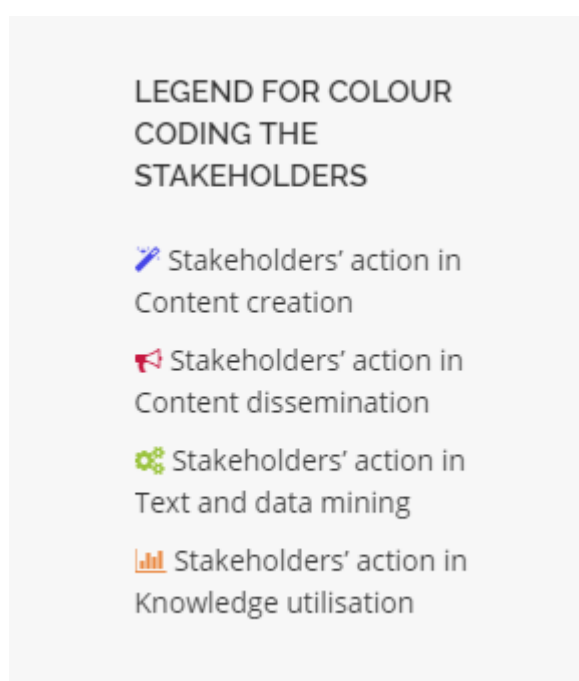 LEGEND FOR COLOUR
CODING THE
STAKEHOLDERS
Stakeholders’ action in
Content creation
Stakeholders’ action in
Content dissemination
Stakeholders’ action in
Text and data mining
Stakeholders’ action in
Knowledge utilisation